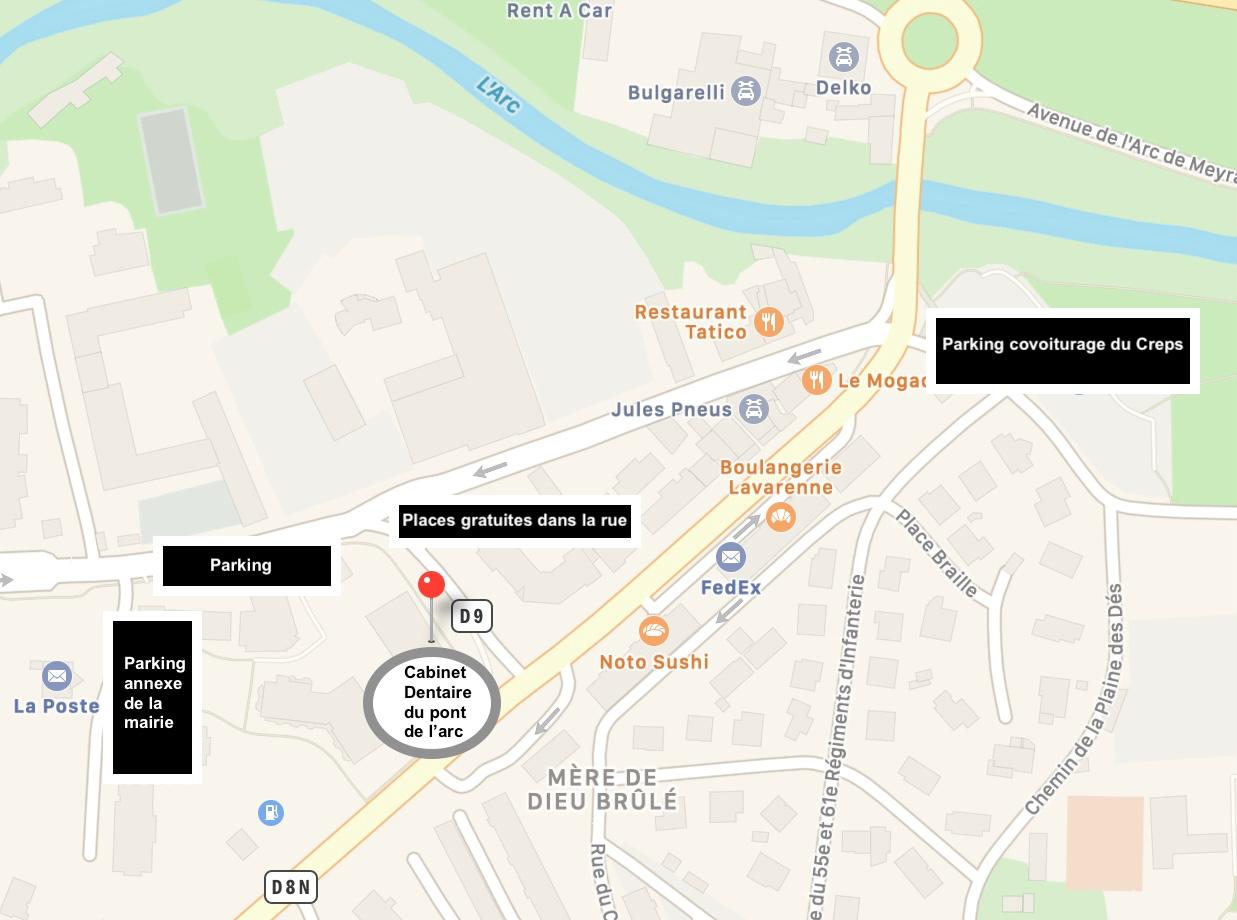 Rent A Car
L'Arc
Bulgarelli
Delko
Avenue de l'Arc de Meyra
Restaurant
Tatico
Parking covoiturage du Creps
Le Mogad
Jules Pneus
Boulangerie
Lavarenne
Places gratuites dans la rue
Place Braille
Parking
FedEx
D9
Noto Sushi
Parking
annexe
de la
mairie
La Poste
Cabinet
Dentaire
du pont
de l'arc
e du 55e et 61e Régiments d'Infanterie
Chemin de la Plaine des Dés
MÈRE DE
DIEU BRÛLÉ
D8N
Rue du C